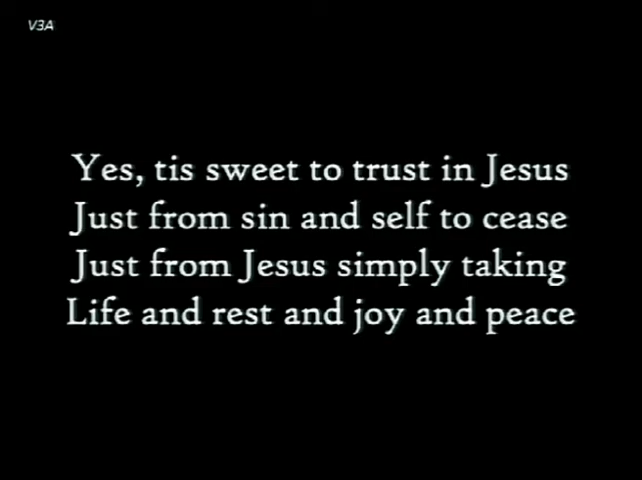 V3A
Yes, tis sweet to trust in Jesus
Just from sin and self to cease
Just from Jesus simply taking
Life and rest and joy and peace